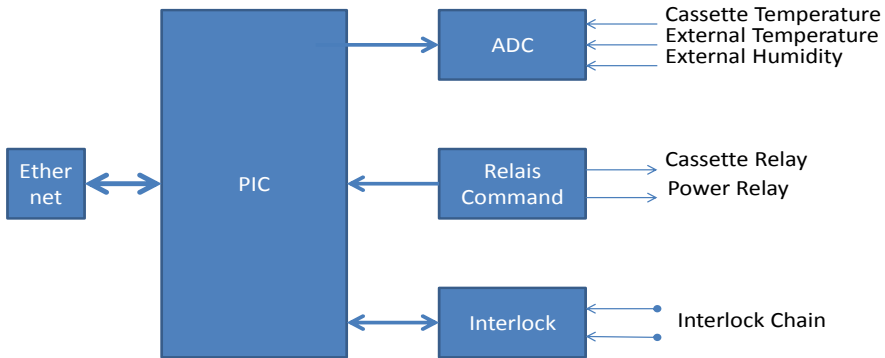 Cassette Temperature
External Temperature
External Humidity
ADC
Ether
net
PIC
Relais
Command
Cassette Relay
Power Relay
Interlock
Interlock Chain